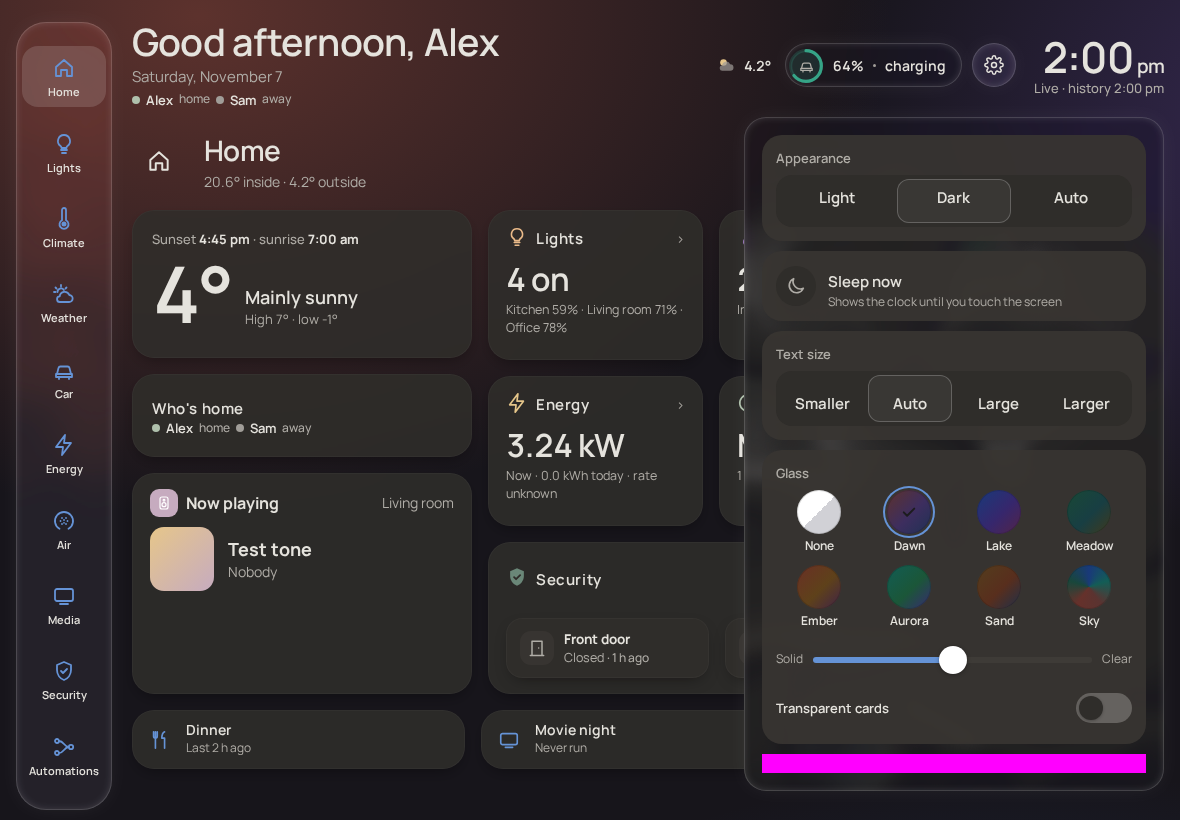 Good afternoon, Alex
Saturday, November 7
Alex home Sam away
4.2°
64% · charging
2:00 pm
Live · history 2:00 pm
Home
Lights
Climate
Weather
Car
Energy
Air
Media
Security
Automations
Home
20.6° inside · 4.2° outside
Sunset 4:45 pm · sunrise 7:00 am
4°
Mainly sunny
High 7° · low -1°
Who's home
Alex home Sam away
Now playing
Living room
Test tone
Nobody
Lights
4 on
Kitchen 59% · Living room 71% ·
Office 78%
Energy
3.24 kW
Now · 0.0 kWh today · rate
unknown
Security
Front door
Closed · 1 h ago
Dinner
Last 2 h ago
Movie night
Never run
Appearance
Light Dark Auto
Sleep now
Shows the clock until you touch the screen
Text size
Smaller Auto Large Larger
Glass
None Dawn Lake Meadow
Ember Aurora Sand Sky
Solid Clear
Transparent cards